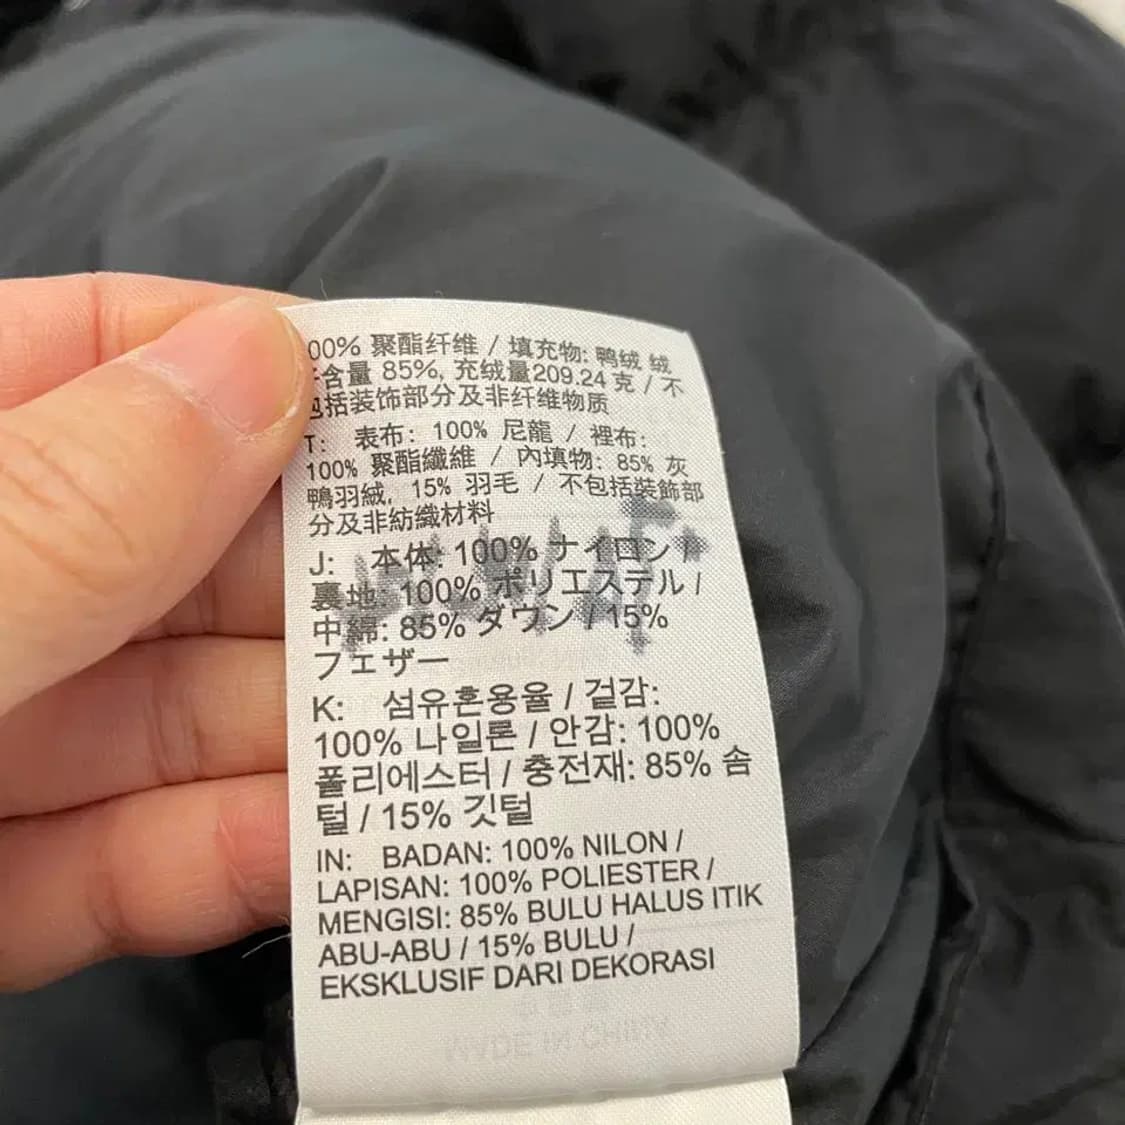 00% 聚酯纤维 / 填充物: 鸭绒 绒
子含量 85%, 充绒量209.24 克 / 不
包括装饰部分及非纤维物质
T: 表布: 100% 尼龍 / 裡布:
100% 聚酯纖維 / 內填物: 85% 灰
鴨羽絨, 15% 羽毛 / 不包括裝飾部
分及非紡織材料
J: 本体: 100% ナイロン /
裏地: 100% ポリエステル /
中綿: 85% ダウン / 15%
フェザー
K: 섬유혼용율 / 겉감:
100% 나일론 / 안감: 100%
폴리에스터 / 충전재: 85% 솜
털 / 15% 깃털
IN: BADAN: 100% NILON /
LAPISAN: 100% POLIESTER /
MENGISI: 85% BULU HALUS ITIK
ABU-ABU / 15% BULU /
EKSKLUSIF DARI DEKORASI
MADE IN CHINA